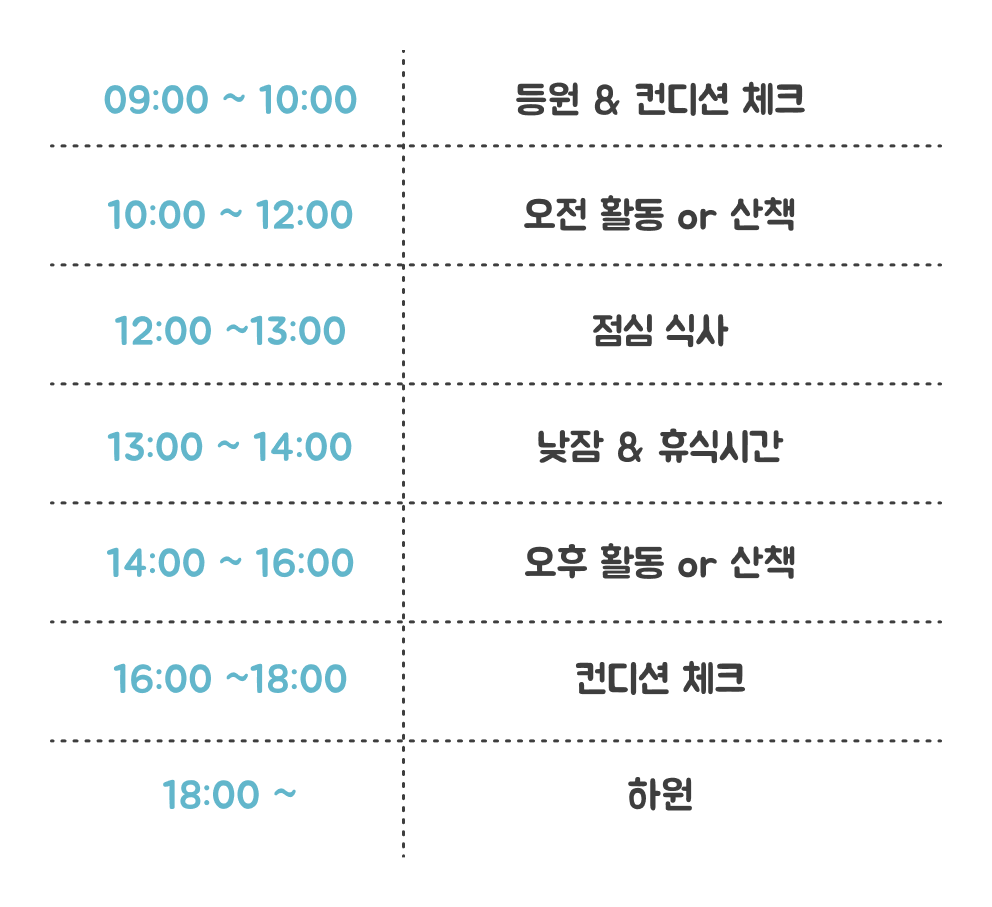 09:00 ~ 10:00 등원 & 컨디션 체크
10:00 ~ 12:00 오전 활동 or 산책
12:00 ~13:00 점심 식사
13:00 ~ 14:00 낮잠 & 휴식시간
14:00 ~ 16:00 오후 활동 or 산책
16:00 ~18:00 컨디션 체크
18:00 ~ 하원